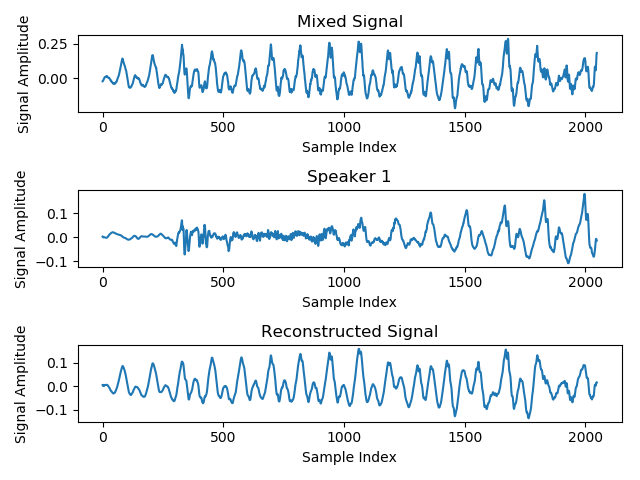 Mixed Signal
Signal Amplitude
0.25
0.00
0
500
1000
1500
2000
Sample Index
Speaker 1
Signal Amplitude
0.1
0.0
−0.1
0
500
1000
1500
2000
Sample Index
Reconstructed Signal
Signal Amplitude
0.1
0.0
−0.1
0
500
1000
1500
2000
Sample Index